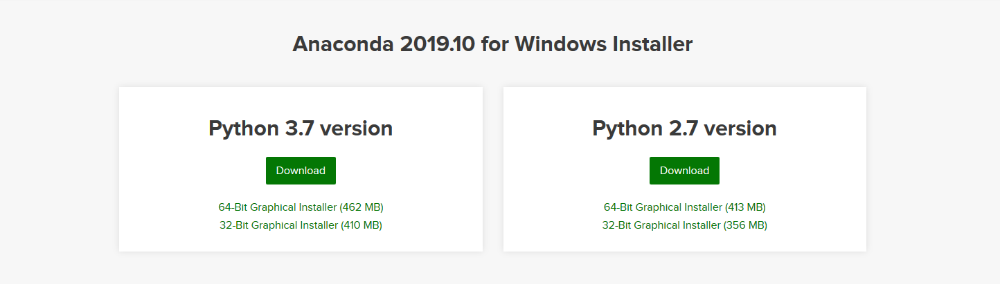 Anaconda 2019.10 for Windows Installer
Python 3.7 version
Download
64-Bit Graphical Installer (462 MB)
32-Bit Graphical Installer (410 MB)
Python 2.7 version
Download
64-Bit Graphical Installer (413 MB)
32-Bit Graphical Installer (356 MB)